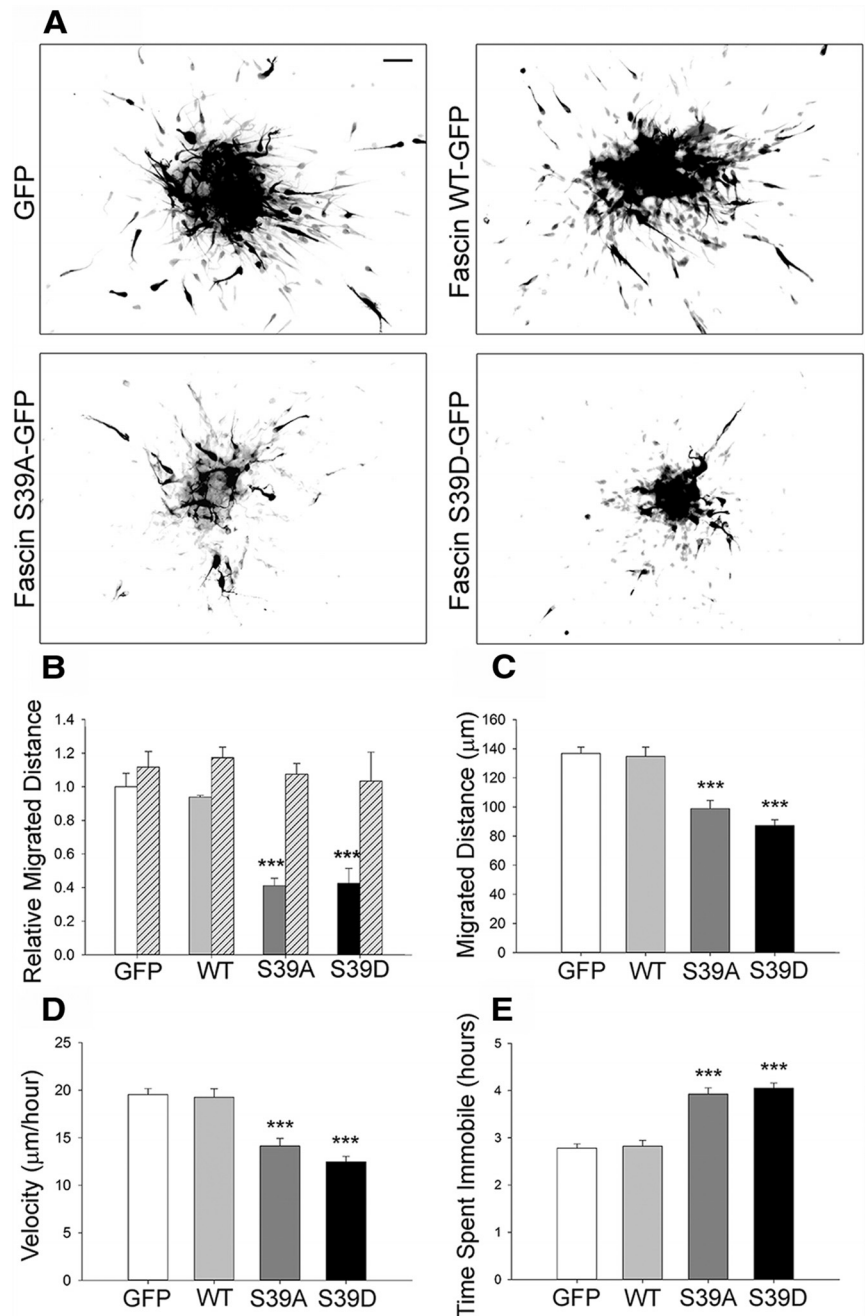 A
GFP
Fascin WT-GFP
Fascin S39A-GFP
Fascin S39D-GFP
B
Relative Migrated Distance
1.4
1.2
1.0
0.8
0.6
0.4
0.2
0.0
***
***
GFP WT S39A S39D
C
Migrated Distance (μm)
160
140
120
100
80
60
40
20
0
***
***
GFP WT S39A S39D
D
Velocity (μm/hour)
25
20
15
10
5
0
***
***
GFP WT S39A S39D
E
Time Spent Immobile (hours)
5
4
3
2
1
0
***
***
GFP WT S39A S39D